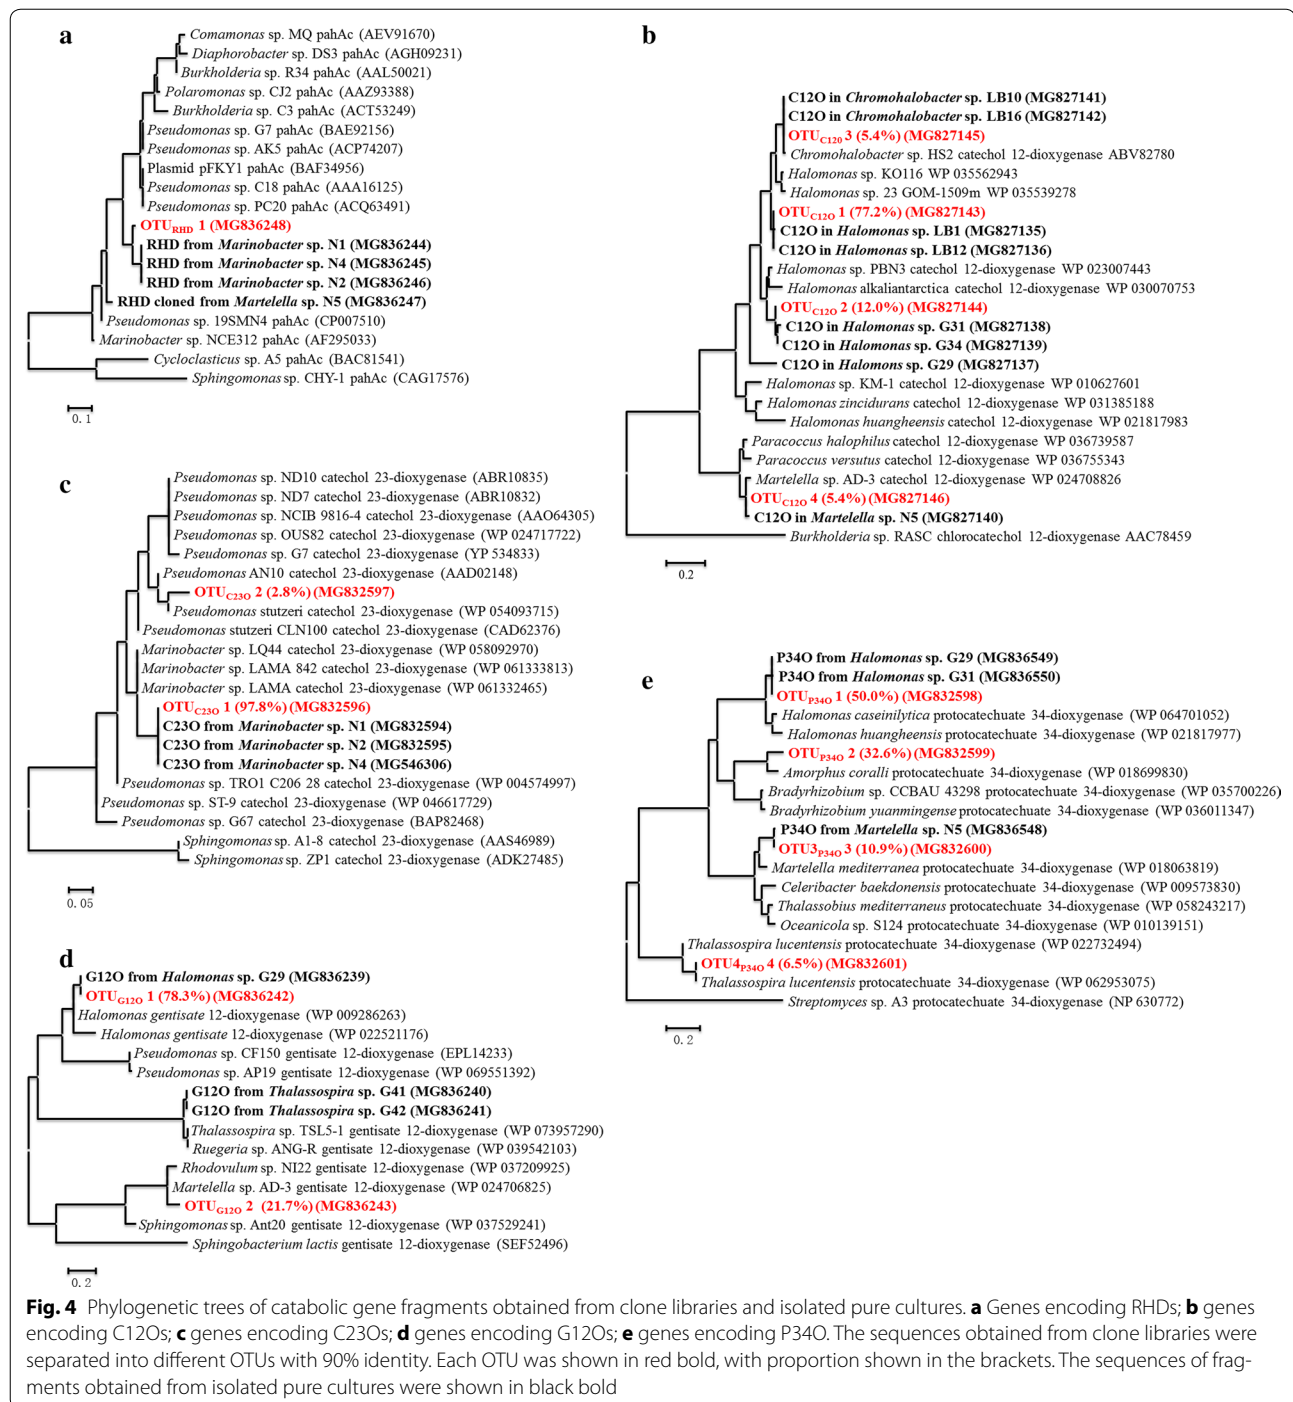 a
Comamonas sp. MQ pahAc (AEV91670)
Diaphorobacter sp. DS3 pahAc (AGH09231)
Burkholderia sp. R34 pahAc (AAL50021)
Polaromonas sp. CJ2 pahAc (AAZ93388)
Burkholderia sp. C3 pahAc (ACT53249)
Pseudomonas sp. G7 pahAc (BAE92156)
Pseudomonas sp. AK5 pahAc (ACP74207)
Plasmid pFKY1 pahAc (BAF34956)
Pseudomonas sp. C18 pahAc (AAA16125)
Pseudomonas sp. PC20 pahAc (ACQ63491)
OTURHD 1 (MG836248)
RHD from Marinobacter sp. N1 (MG836244)
RHD from Marinobacter sp. N4 (MG836245)
RHD from Marinobacter sp. N2 (MG836246)
RHD cloned from Martelella sp. N5 (MG836247)
Pseudomonas sp. 19SMN4 pahAc (CP007510)
Marinobacter sp. NCE312 pahAc (AF295033)
Cycloclasticus sp. A5 pahAc (BAC81541)
Sphingomonas sp. CHY-1 pahAc (CAG17576)
0.1
b
C12O in Chromohalobacter sp. LB10 (MG827141)
C12O in Chromohalobacter sp. LB16 (MG827142)
OTUC120 3 (5.4%) (MG827145)
Chromohalobacter sp. HS2 catechol 12-dioxygenase ABV82780
Halomonas sp. KO116 WP 035562943
Halomonas sp. 23 GOM-1509m WP 035539278
OTUC12O 1 (77.2%) (MG827143)
C12O in Halomonas sp. LB1 (MG827135)
C12O in Halomonas sp. LB12 (MG827136)
Halomonas sp. PBN3 catechol 12-dioxygenase WP 023007443
Halomonas alkaliantarctica catechol 12-dioxygenase WP 030070753
OTUC12O 2 (12.0%) (MG827144)
C12O in Halomonas sp. G31 (MG827138)
C12O in Halomonas sp. G34 (MG827139)
C12O in Halomons sp. G29 (MG827137)
Halomonas sp. KM-1 catechol 12-dioxygenase WP 010627601
Halomonas zincidurans catechol 12-dioxygenase WP 031385188
Halomonas huangheensis catechol 12-dioxygenase WP 021817983
Paracoccus halophilus catechol 12-dioxygenase WP 036739587
Paracoccus versutus catechol 12-dioxygenase WP 036755343
Martelella sp. AD-3 catechol 12-dioxygenase WP 024708826
OTUC12O 4 (5.4%) (MG827146)
C12O in Martelella sp. N5 (MG827140)
Burkholderia sp. RASC chlorocatechol 12-dioxygenase AAC78459
0.2
c
Pseudomonas sp. ND10 catechol 23-dioxygenase (ABR10835)
Pseudomonas sp. ND7 catechol 23-dioxygenase (ABR10832)
Pseudomonas sp. NCIB 9816-4 catechol 23-dioxygenase (AAO64305)
Pseudomonas sp. OUS82 catechol 23-dioxygenase (WP 024717722)
Pseudomonas sp. G7 catechol 23-dioxygenase (YP 534833)
Pseudomonas AN10 catechol 23-dioxygenase (AAD02148)
OTUC23O 2 (2.8%) (MG832597)
Pseudomonas stutzeri catechol 23-dioxygenase (WP 054093715)
Pseudomonas stutzeri CLN100 catechol 23-dioxygenase (CAD62376)
Marinobacter sp. LQ44 catechol 23-dioxygenase (WP 058092970)
Marinobacter sp. LAMA 842 catechol 23-dioxygenase (WP 061333813)
Marinobacter sp. LAMA catechol 23-dioxygenase (WP 061332465)
OTUC23O 1 (97.8%) (MG832596)
C23O from Marinobacter sp. N1 (MG832594)
C23O from Marinobacter sp. N2 (MG832595)
C23O from Marinobacter sp. N4 (MG546306)
Pseudomonas sp. TRO1 C206 28 catechol 23-dioxygenase (WP 004574997)
Pseudomonas sp. ST-9 catechol 23-dioxygenase (WP 046617729)
Pseudomonas sp. G67 catechol 23-dioxygenase (BAP82468)
Sphingomonas sp. A1-8 catechol 23-dioxygenase (AAS46989)
Sphingomonas sp. ZP1 catechol 23-dioxygenase (ADK27485)
0.05
d
G12O from Halomonas sp. G29 (MG836239)
OTUG12O 1 (78.3%) (MG836242)
Halomonas gentisate 12-dioxygenase (WP 009286263)
Halomonas gentisate 12-dioxygenase (WP 022521176)
Pseudomonas sp. CF150 gentisate 12-dioxygenase (EPL14233)
Pseudomonas sp. AP19 gentisate 12-dioxygenase (WP 069551392)
G12O from Thalassospira sp. G41 (MG836240)
G12O from Thalassospira sp. G42 (MG836241)
Thalassospira sp. TSL5-1 gentisate 12-dioxygenase (WP 073957290)
Ruegeria sp. ANG-R gentisate 12-dioxygenase (WP 039542103)
Rhodovulum sp. NI22 gentisate 12-dioxygenase (WP 037209925)
Martelella sp. AD-3 gentisate 12-dioxygenase (WP 024706825)
OTUG12O 2 (21.7%) (MG836243)
Sphingomonas sp. Ant20 gentisate 12-dioxygenase (WP 037529241)
Sphingobacterium lactis gentisate 12-dioxygenase (SEF52496)
0.2
e
P34O from Halomonas sp. G29 (MG836549)
P34O from Halomonas sp. G31 (MG836550)
OTUP34O 1 (50.0%) (MG832598)
Halomonas caseinilytica protocatechuate 34-dioxygenase (WP 064701052)
Halomonas huangheensis protocatechuate 34-dioxygenase (WP 021817977)
OTUP34O 2 (32.6%) (MG832599)
Amorphus coralli protocatechuate 34-dioxygenase (WP 018699830)
Bradyrhizobium sp. CCBAU 43298 protocatechuate 34-dioxygenase (WP 035700226)
Bradyrhizobium yuanmingense protocatechuate 34-dioxygenase (WP 036011347)
P34O from Martelella sp. N5 (MG836548)
OTU3P34O 3 (10.9%) (MG832600)
Martelella mediterranea protocatechuate 34-dioxygenase (WP 018063819)
Celeribacter baekdonensis protocatechuate 34-dioxygenase (WP 009573830)
Thalassobius mediterraneus protocatechuate 34-dioxygenase (WP 058243217)
Oceanicola sp. S124 protocatechuate 34-dioxygenase (WP 010139151)
Thalassospira lucentensis protocatechuate 34-dioxygenase (WP 022732494)
OTU4P34O 4 (6.5%) (MG832601)
Thalassospira lucentensis protocatechuate 34-dioxygenase (WP 062953075)
Streptomyces sp. A3 protocatechuate 34-dioxygenase (NP 630772)
0.2
Fig. 4 Phylogenetic trees of catabolic gene fragments obtained from clone libraries and isolated pure cultures. a Genes encoding RHDs; b genes
encoding C12Os; c genes encoding C23Os; d genes encoding G12Os; e genes encoding P34O. The sequences obtained from clone libraries were
separated into different OTUs with 90% identity. Each OTU was shown in red bold, with proportion shown in the brackets. The sequences of frag-
ments obtained from isolated pure cultures were shown in black bold